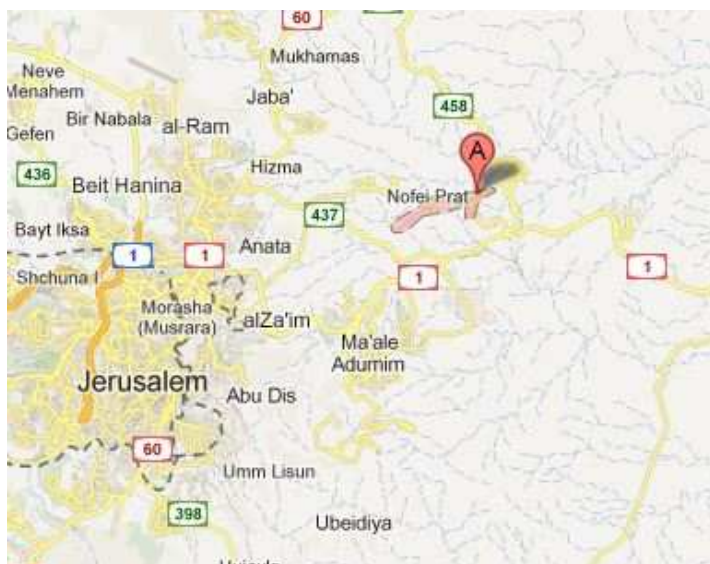 60
Mukhamas
Neve
Menahem
Jaba'
458
Bir Nabala
al-Ram
Gefen
A
Hizma
436
Beit Hanina
Nofei Prat
437
Bayt Iksa
Anata
1
1
1
1
Shchuna I
Morasha
(Musrara)
alZa'im
Ma'ale
Adumim
Jerusalem
Abu Dis
60
Umm Lisun
398
Ubeidiya